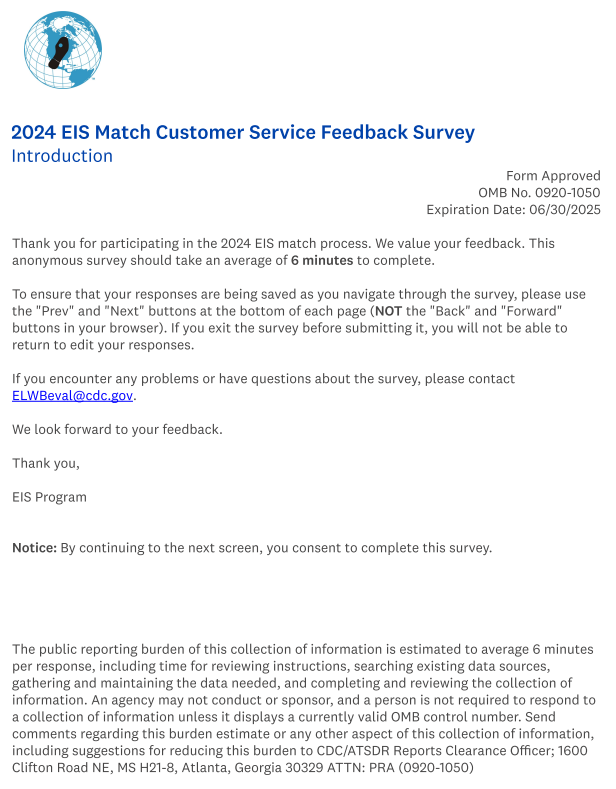 2024 EIS Match Customer Service Feedback Survey
Introduction
Form Approved
OMB No. 0920-1050
Expiration Date: 06/30/2025
Thank you for participating in the 2024 EIS match process. We value your feedback. This
anonymous survey should take an average of 6 minutes to complete.
To ensure that your responses are being saved as you navigate through the survey, please use
the "Prev" and "Next" buttons at the bottom of each page (NOT the "Back" and "Forward"
buttons in your browser). If you exit the survey before submitting it, you will not be able to
return to edit your responses.
If you encounter any problems or have questions about the survey, please contact
ELWBeval@cdc.gov.
We look forward to your feedback.
Thank you,
EIS Program
Notice: By continuing to the next screen, you consent to complete this survey.
The public reporting burden of this collection of information is estimated to average 6 minutes
per response, including time for reviewing instructions, searching existing data sources,
gathering and maintaining the data needed, and completing and reviewing the collection of
information. An agency may not conduct or sponsor, and a person is not required to respond to
a collection of information unless it displays a currently valid OMB control number. Send
comments regarding this burden estimate or any other aspect of this collection of information,
including suggestions for reducing this burden to CDC/ATSDR Reports Clearance Officer; 1600
Clifton Road NE, MS H21-8, Atlanta, Georgia 30329 ATTN: PRA (0920-1050)